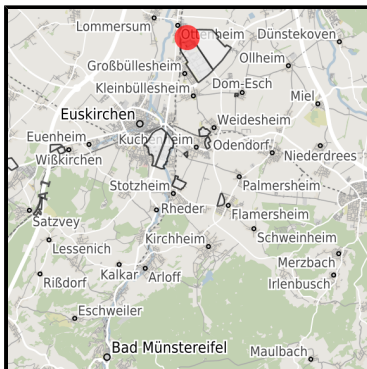 Lommersum
Ottenheim
Dünstekoven
Großbüllesheim
Ollheim
Kleinbüllesheim
Dom-Esch
Miel
Euskirchen
Weidesheim
Euenheim
Kuchenheim
Odendorf
Wißkirchen
Niederdrees
Stotzheim
Palmersheim
Satzvey
Rheder
Flamersheim
Lessenich
Kirchheim
Schweinheim
Merzbach
Rißdorf
Kalkar
Arloff
Irlenbusch
Eschweiler
Bad Münstereifel
Maulbach